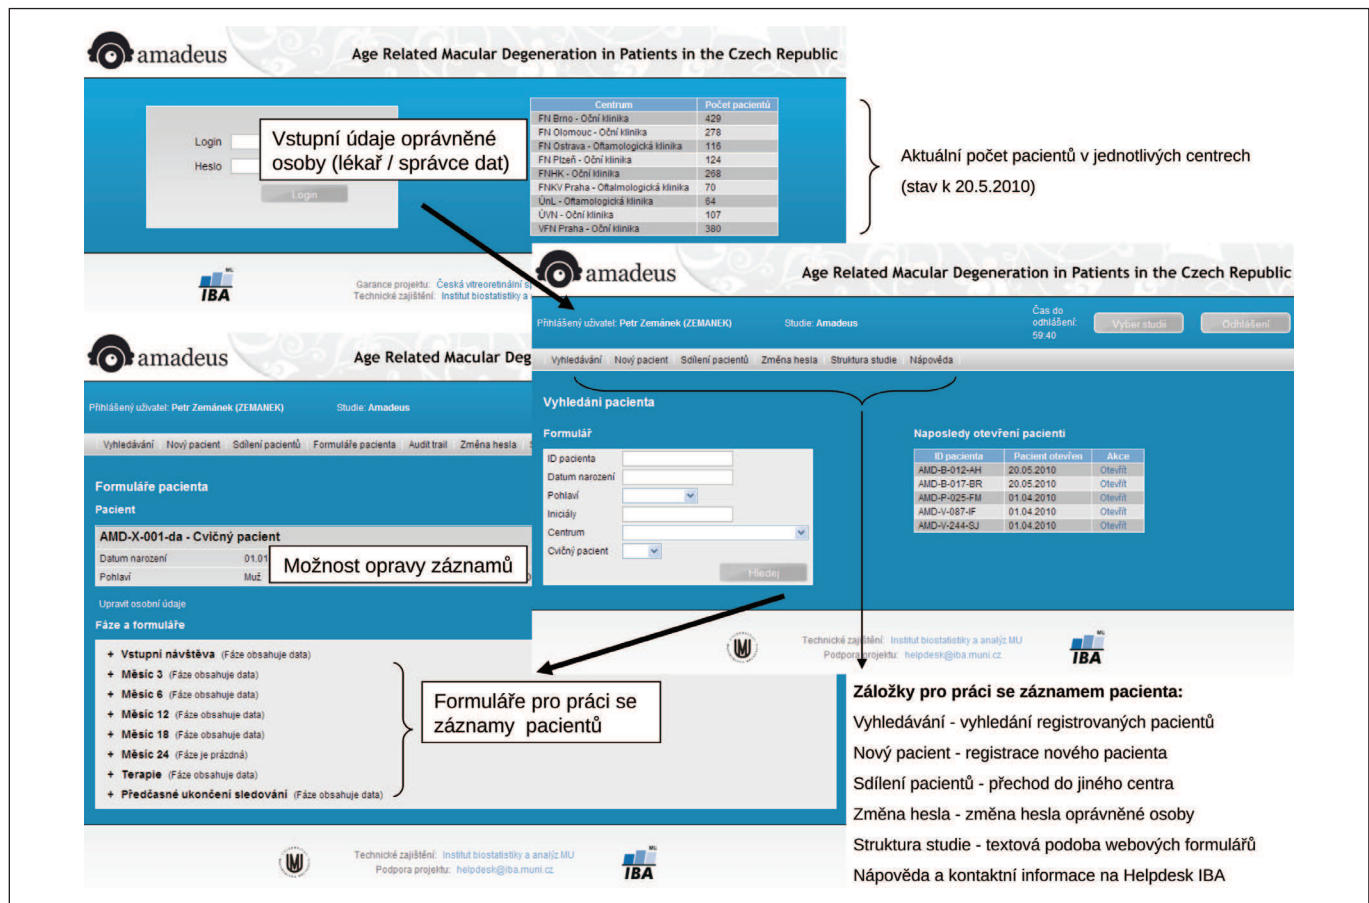 amadeus
Age Related Macular Degeneration in Patients in the Czech Republic
Login
Heslo
Login
Vstupní údaje oprávněné
osoby (lékař / správce dat)
Centrum Počet pacientů
FN Brno - Oční klinika 429
FN Olomouc - Oční klinika 278
FN Ostrava - Oftamologická klinika 116
FN Plzeň - Oční klinika 124
FNHK - Oční klinika 268
FNKV Praha - Oftalmologická klinika 70
ÚnL - Oftamologická klinika 64
ÚVN - Oční klinika 107
VFN Praha - Oční klinika 380
Aktuální počet pacientů v jednotlivých centrech
(stav k 20.5.2010)
MU
IBA
Garance projektu: Česká vitreoretinální
Technické zajištění: Institut biostatistiky a
amadeus
Age Related Macular Degeneration in Patients in the Czech Republic
Přihlášený uživatel: Petr Zemánek (ZEMANEK)
Studie: Amadeus
Čas do
odhlášení:
59:40
Vyber studii
Odhlášení
Vyhledávání Nový pacient Sdílení pacientů Změna hesla Struktura studie Nápověda
Vyhledání pacienta
Formulář
ID pacienta
Datum narození
Pohlaví
Iniciály
Centrum
Cvičný pacient
Hledej
Naposledy otevření pacienti
ID pacienta Pacient otevřen Akce
AMD-B-012-AH 20.05.2010 Otevřít
AMD-B-017-BR 20.05.2010 Otevřít
AMD-P-025-FM 01.04.2010 Otevřít
AMD-V-087-IF 01.04.2010 Otevřít
AMD-V-244-SJ 01.04.2010 Otevřít
Technické zajištění: Institut biostatistiky a analýz MU
Podpora projektu: helpdesk@iba.muni.cz
MU
IBA
amadeus
Age Related Macular Deg
Přihlášený uživatel: Petr Zemánek (ZEMANEK)
Studie: Amadeus
Vyhledávání Nový pacient Sdílení pacientů Formuláře pacienta Audit trail Změna hesla
Formuláře pacienta
Pacient
AMD-X-001-da - Cvičný pacient
Datum narození 01.01
Pohlaví Muž
Možnost opravy záznamů
Upravit osobní údaje
Fáze a formuláře
+ Vstupní návštěva (Fáze obsahuje data)
+ Měsíc 3 (Fáze obsahuje data)
+ Měsíc 6 (Fáze obsahuje data)
+ Měsíc 12 (Fáze obsahuje data)
+ Měsíc 18 (Fáze obsahuje data)
+ Měsíc 24 (Fáze je prázdná)
+ Terapie (Fáze obsahuje data)
+ Předčasné ukončení sledování (Fáze obsahuje data)
Formuláře pro práci se
záznamy pacientů
Technické zajištění: Institut biostatistiky a analýz MU
Podpora projektu: helpdesk@iba.muni.cz
MU
IBA
Záložky pro práci se záznamem pacienta:
Vyhledávání - vyhledání registrovaných pacientů
Nový pacient - registrace nového pacienta
Sdílení pacientů - přechod do jiného centra
Změna hesla - změna hesla oprávněné osoby
Struktura studie - textová podoba webových formulářů
Nápověda a kontaktní informace na Helpdesk IBA